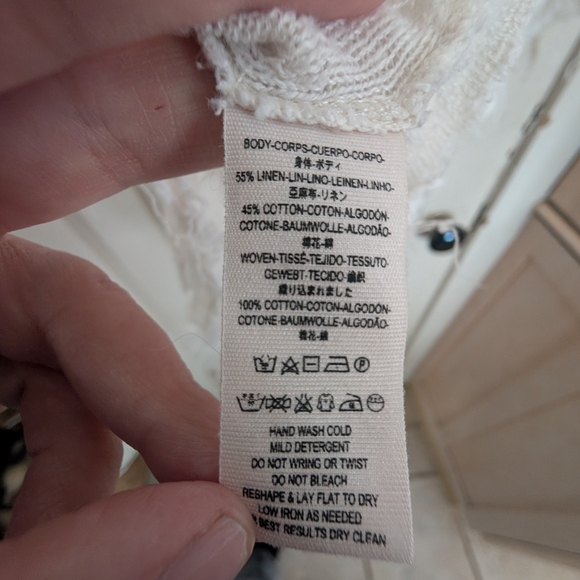 BODY-CORPS-CUERPO-CORPO-
身体-ボディ
55% LINEN-LIN-LINO-LEINEN-LINHO-
亜麻布-リネン
45% COTTON-COTON-ALGODÓN-
COTONE-BAUMWOLLE-ALGODÃO-
棉花-綿
WOVEN-TISSÉ-TEJIDO-TESSUTO-
GEWEBT-TECIDO-編織
織り込まれました
100% COTTON-COTON-ALGODÓN-
COTONE-BAUMWOLLE-ALGODÃO-
棉花-綿
P
HAND WASH COLD
MILD DETERGENT
DO NOT WRING OR TWIST
DO NOT BLEACH
RESHAPE & LAY FLAT TO DRY
LOW IRON AS NEEDED
BEST RESULTS DRY CLEAN